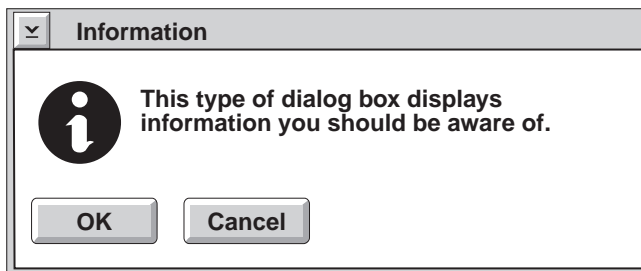 Information
This type of dialog box displays
information you should be aware of.
OK
Cancel